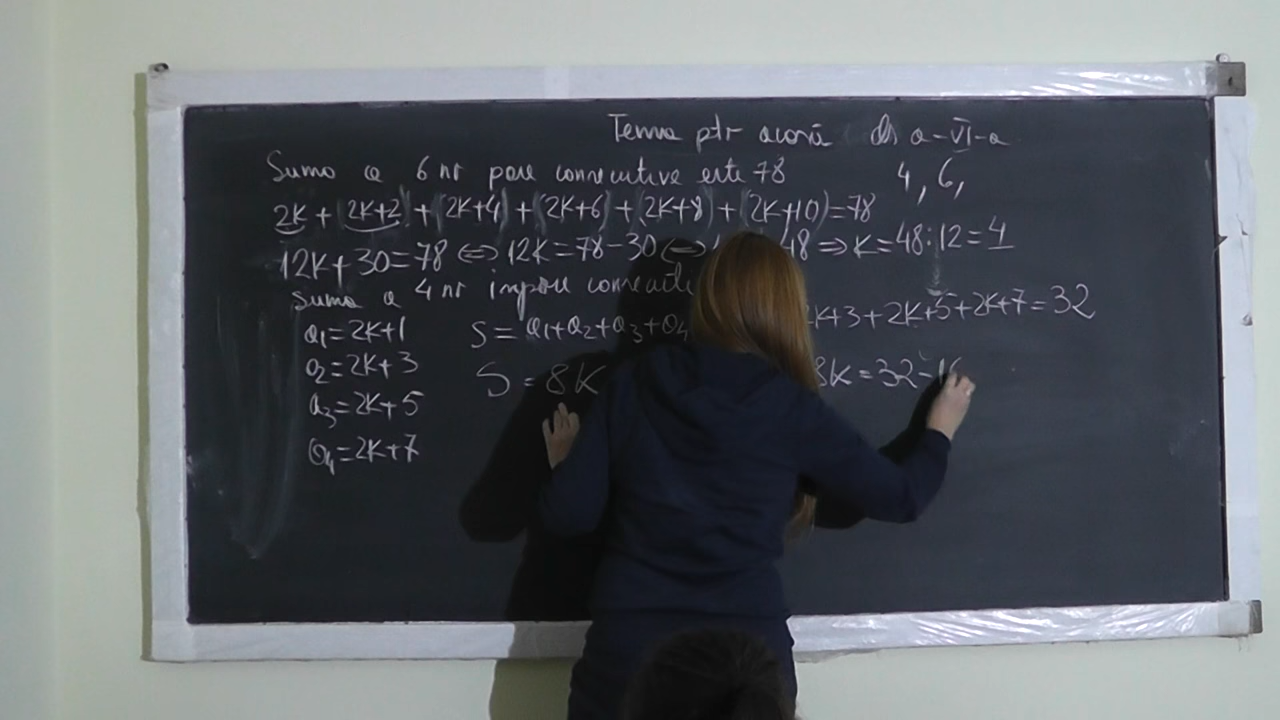 Tema ptr acasă cls a-VI-a
Suma a 6 nr pare consecutive este 78
4, 6,
2K + (2K+2) + (2K+4) + (2K+6) + (2K+8) + (2K+10) = 78
12K+30=78 ⇔ 12K=78-30 ⇔ 48 ⇒ K=48:12=4
Suma a 4 nr impare consecutive
a1=2K+1 S= a1+a2+a3+a4 2K+3+2K+5+2K+7=32
a2=2K+3 S=8K 8K=32-16
a3=2K+5
a4=2K+7